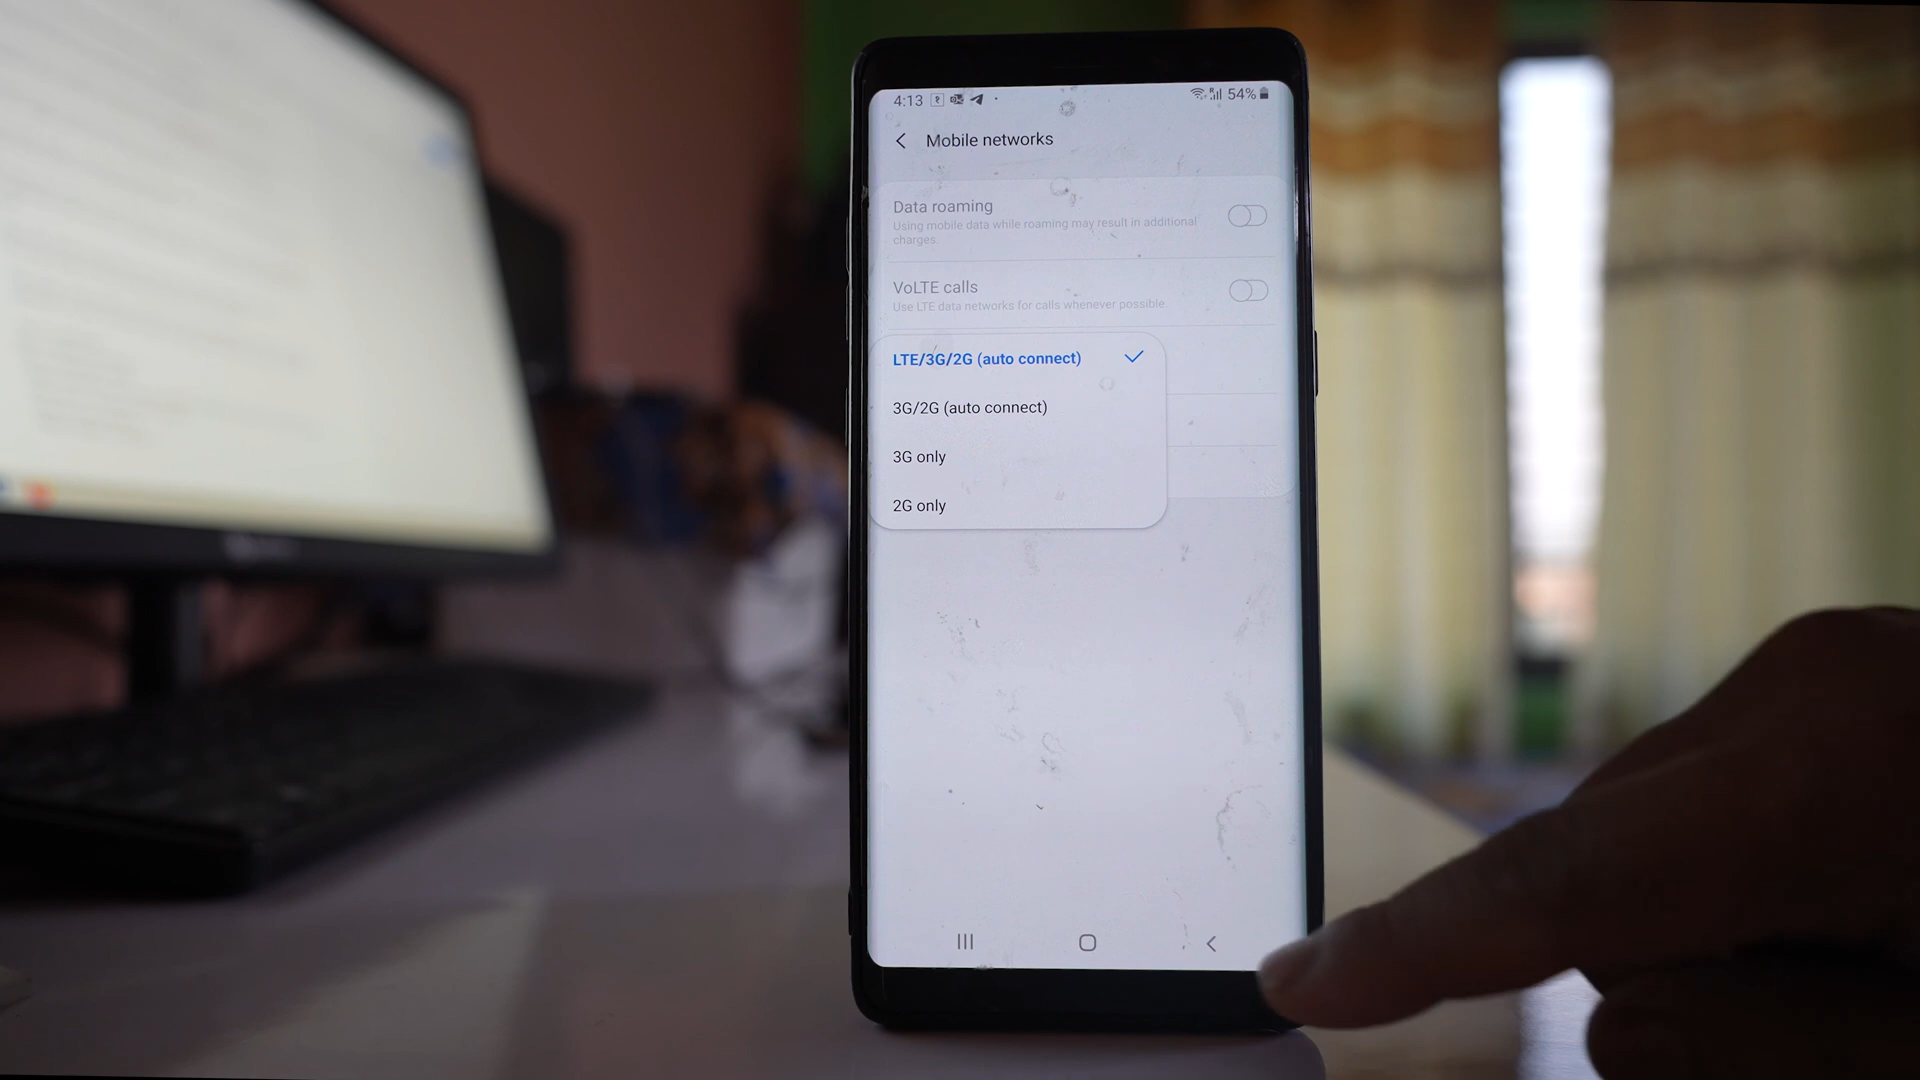 4:13 54%
Mobile networks
Data roaming
Using mobile data while roaming may result in additional
charges.
VoLTE calls
Use LTE data networks for calls whenever possible
LTE/3G/2G (auto connect)
3G/2G (auto connect)
3G only
2G only